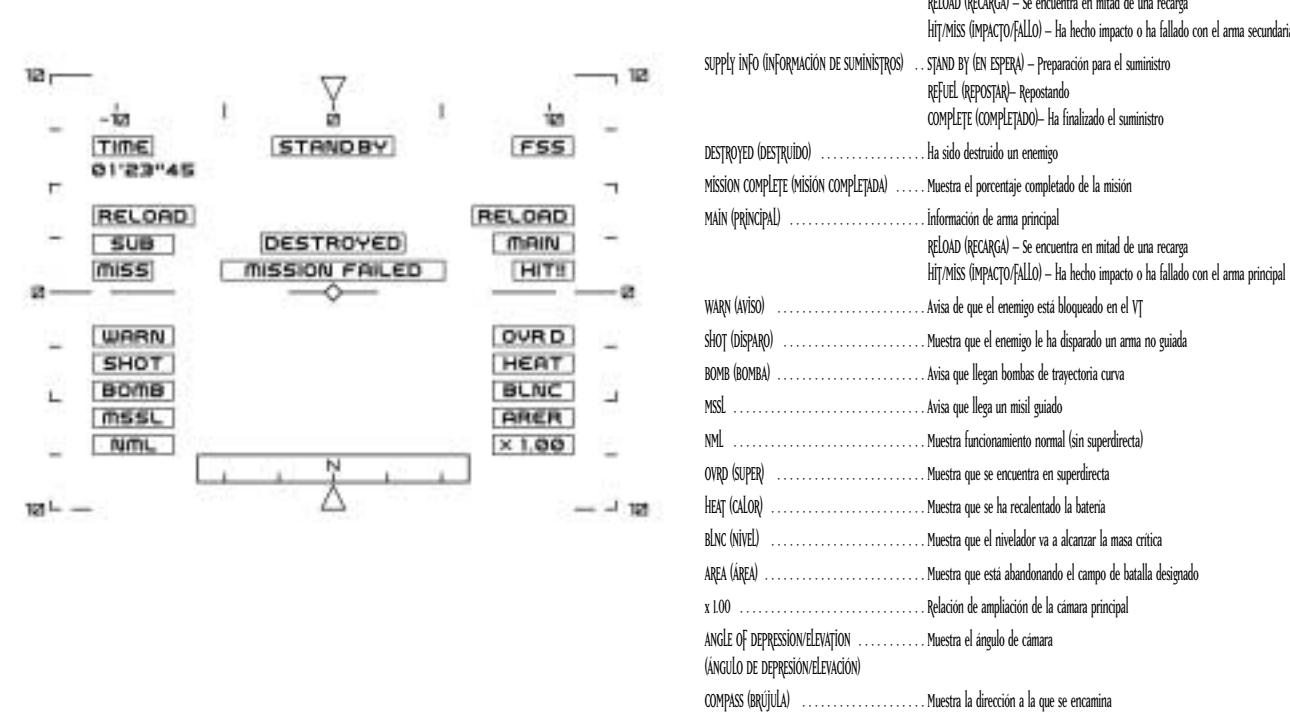 12 12
-10 0 10
TIME STAND BY FSS
01'23"45
RELOAD RELOAD
SUB DESTROYED MAIN
MISS MISSION FAILED HIT!!
0 0
WARN OVR D
SHOT HEAT
BOMB BLNC
MSSL ARER
NML x 1.00
N
12 12
RELOAD (RECARGA) – Se encuentra en mitad de una recarga
HIT/MISS (IMPACTO/FALLO) – Ha hecho impacto o ha fallado con el arma secundaria
SUPPLY INFO (INFORMACIÓN DE SUMINISTROS) . . STAND BY (EN ESPERA) – Preparación para el suministro
REFUEL (REPOSTAR)– Repostando
COMPLETE (COMPLETADO)– Ha finalizado el suministro
DESTROYED (DESTRUIDO) . . . . . . . . . . . . . . . . . Ha sido destruido un enemigo
MISSION COMPLETE (MISIÓN COMPLETADA) . . . . . Muestra el porcentaje completado de la misión
MAIN (PRINCIPAL) . . . . . . . . . . . . . . . . . . . . . . Información de arma principal
RELOAD (RECARGA) – Se encuentra en mitad de una recarga
HIT/MISS (IMPACTO/FALLO) – Ha hecho impacto o ha fallado con el arma principal
WARN (AVISO) . . . . . . . . . . . . . . . . . . . . . . . . Avisa de que el enemigo está bloqueado en el VT
SHOT (DISPARO) . . . . . . . . . . . . . . . . . . . . . . . Muestra que el enemigo le ha disparado un arma no guiada
BOMB (BOMBA) . . . . . . . . . . . . . . . . . . . . . . . . Avisa que llegan bombas de trayectoria curva
MSSL . . . . . . . . . . . . . . . . . . . . . . . . . . . . . . . Avisa que llega un misil guiado
NML . . . . . . . . . . . . . . . . . . . . . . . . . . . . . . . Muestra funcionamiento normal (sin superdirecta)
OVRD (SUPER) . . . . . . . . . . . . . . . . . . . . . . . . Muestra que se encuentra en superdirecta
HEAT (CALOR) . . . . . . . . . . . . . . . . . . . . . . . . . Muestra que se ha recalentado la batería
BLNC (NIVEL) . . . . . . . . . . . . . . . . . . . . . . . . . Muestra que el nivelador va a alcanzar la masa crítica
AREA (ÁREA) . . . . . . . . . . . . . . . . . . . . . . . . . . Muestra que está abandonando el campo de batalla designado
x 1.00 . . . . . . . . . . . . . . . . . . . . . . . . . . . . . . Relación de ampliación de la cámara principal
ANGLE OF DEPRESSION/ELEVATION . . . . . . . . . . . Muestra el ángulo de cámara
(ÁNGULO DE DEPRESIÓN/ELEVACIÓN)
COMPASS (BRÚJULA) . . . . . . . . . . . . . . . . . . . . Muestra la dirección a la que se encamina